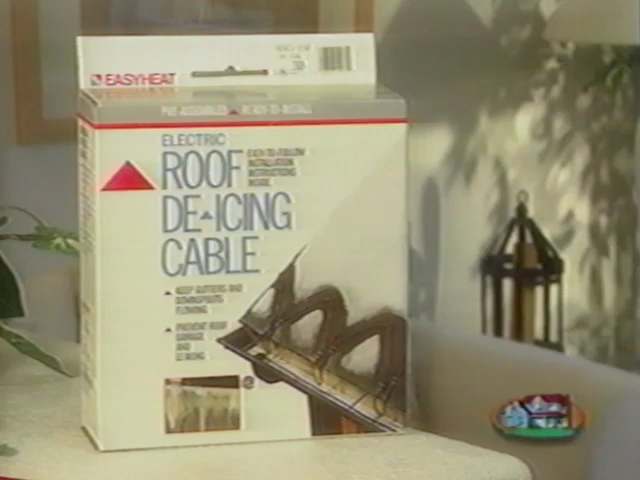 EASYHEAT
PRE-ASSEMBLED READY-TO-INSTALL
ELECTRIC
ROOF
DE-ICING
CABLE
EASY-TO-FOLLOW
INSTALLATION
INSTRUCTIONS
INSIDE
KEEP GUTTERS AND
DOWNSPOUTS
FLOWING
PREVENT ROOF
DAMAGE
AND